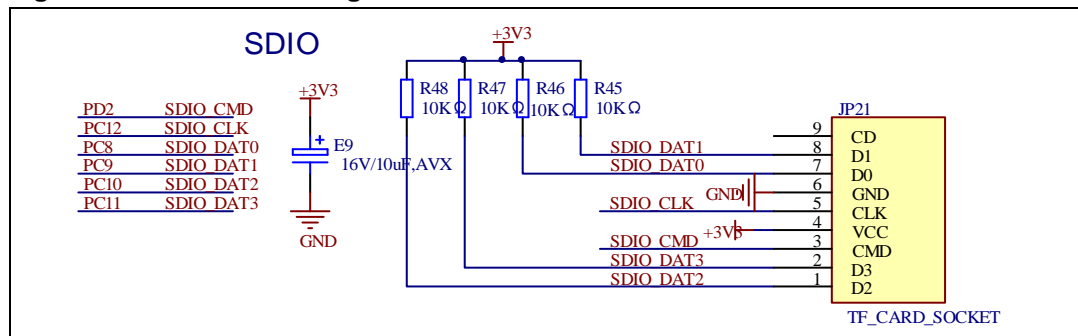 SDIO
+3V3
R48
10KΩ
R47
10KΩ
R46
10KΩ
R45
10KΩ
+3V3
E9
16V/10uF,AVX
GND
PD2 SDIO_CMD
PC12 SDIO_CLK
PC8 SDIO_DAT0
PC9 SDIO_DAT1
PC10 SDIO_DAT2
PC11 SDIO_DAT3
JP21
9 CD
SDIO_DAT1 8 D1
SDIO_DAT0 7 D0
GND 6 GND
SDIO_CLK 5 CLK
+3V3 4 VCC
SDIO_CMD 3 CMD
SDIO_DAT3 2 D3
SDIO_DAT2 1 D2
TF_CARD_SOCKET